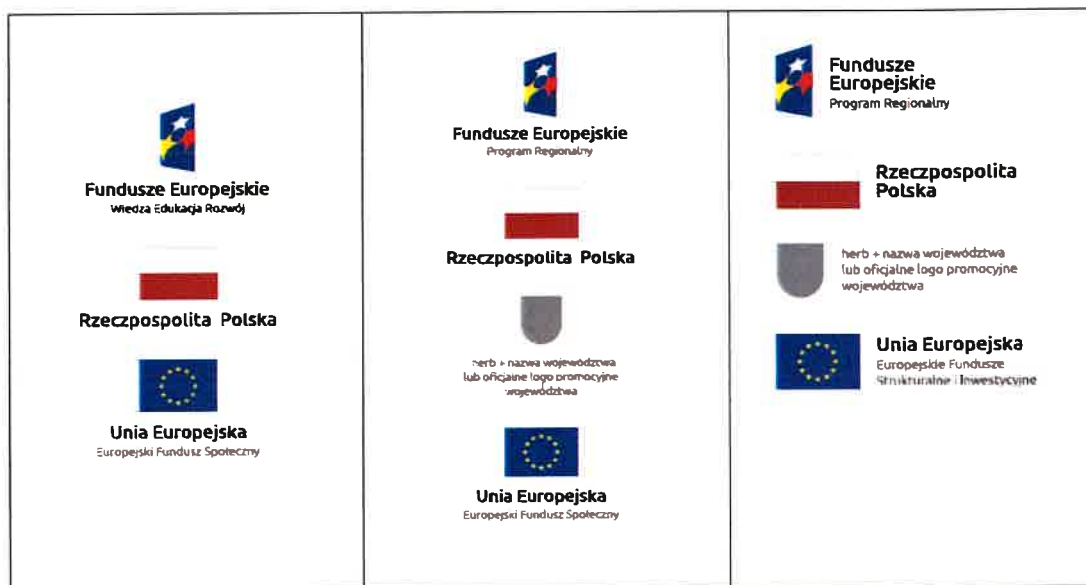 Fundusze Europejskie
Wiedza Edukacja Rozwój
Rzeczpospolita Polska
Unia Europejska
Europejski Fundusz Społeczny
Fundusze Europejskie
Program Regionalny
Rzeczpospolita Polska
herb + nazwa województwa
lub oficjalne logo promocyjne
województwa
Unia Europejska
Europejski Fundusz Społeczny
Fundusze
Europejskie
Program Regionalny
Rzeczpospolita
Polska
herb + nazwa województwa
lub oficjalne logo promocyjne
województwa
Unia Europejska
Europejskie Fundusze
Strukturalne i Inwestycyjne